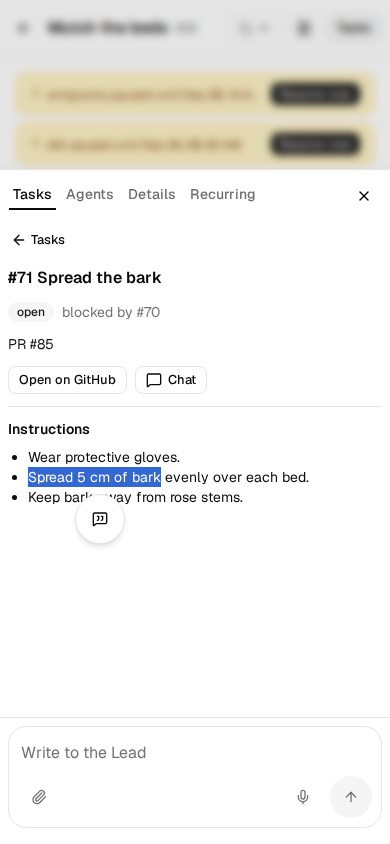 Tasks Agents Details Recurring
Tasks
#71 Spread the bark
open blocked by #70
PR #85
Open on GitHub Chat
Instructions
Wear protective gloves.
Spread 5 cm of bark evenly over each bed.
Keep bark away from rose stems.
Write to the Lead